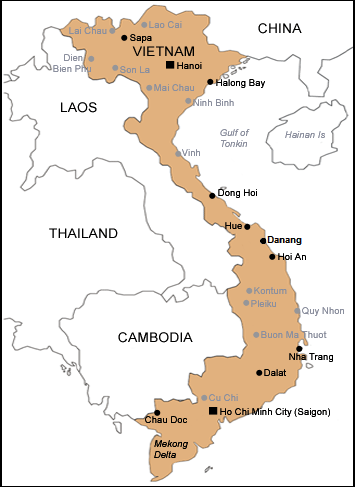 Lao Cai
Lai Chau
CHINA
Sapa
VIETNAM
Dien
Bien Phu
Hanoi
Son La
Halong Bay
Mai Chau
LAOS
Ninh Binh
Gulf of
Tonkin
Hainan Is
Vinh
Dong Hoi
Hue
THAILAND
Danang
Hoi An
Kontum
Pleiku
Quy Nhon
CAMBODIA
Buon Ma Thuot
Nha Trang
Dalat
Cu Chi
Ho Chi Minh City (Saigon)
Chau Doc
Mekong
Delta